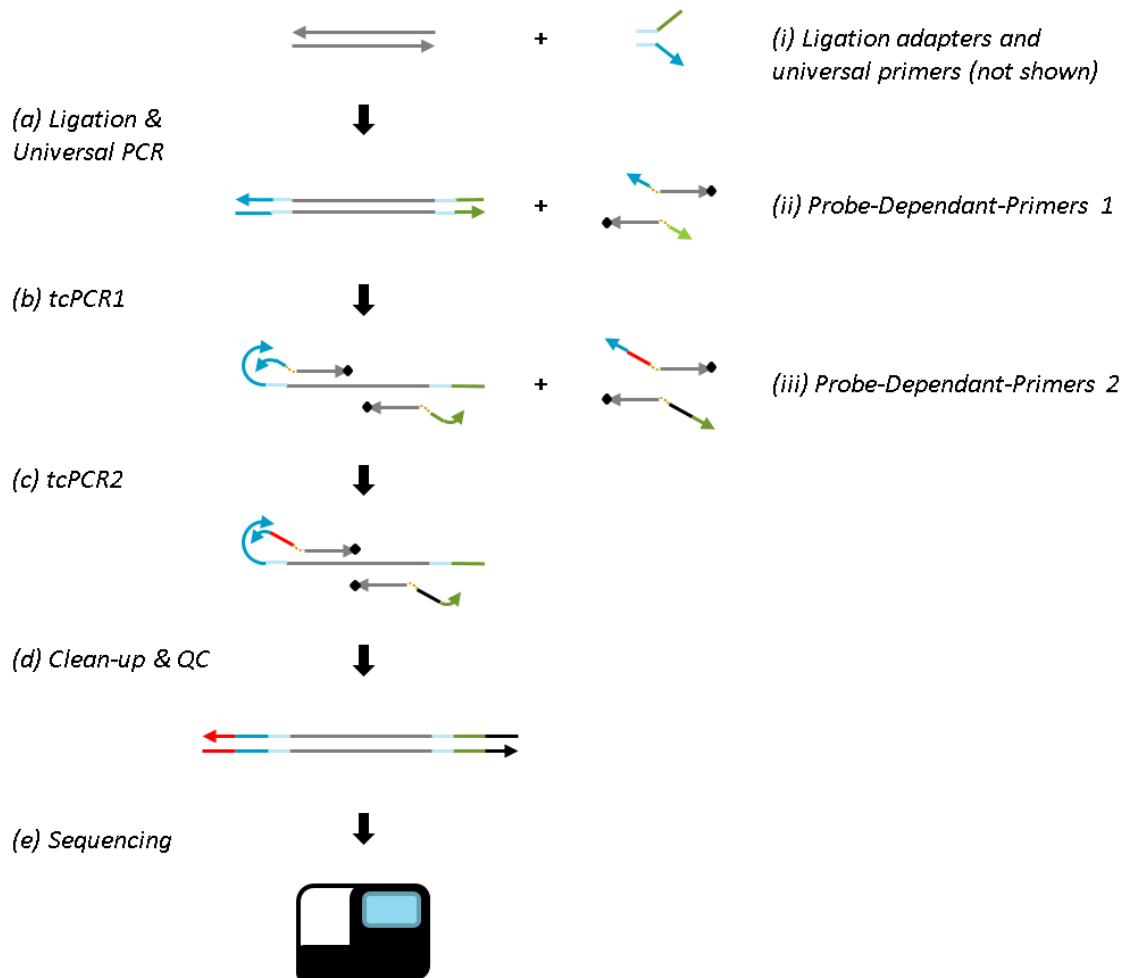 +
(i) Ligation adapters and
universal primers (not shown)
(a) Ligation &
Universal PCR
+
(ii) Probe-Dependant-Primers 1
(b) tcPCR1
+
(iii) Probe-Dependant-Primers 2
(c) tcPCR2
(d) Clean-up & QC
(e) Sequencing